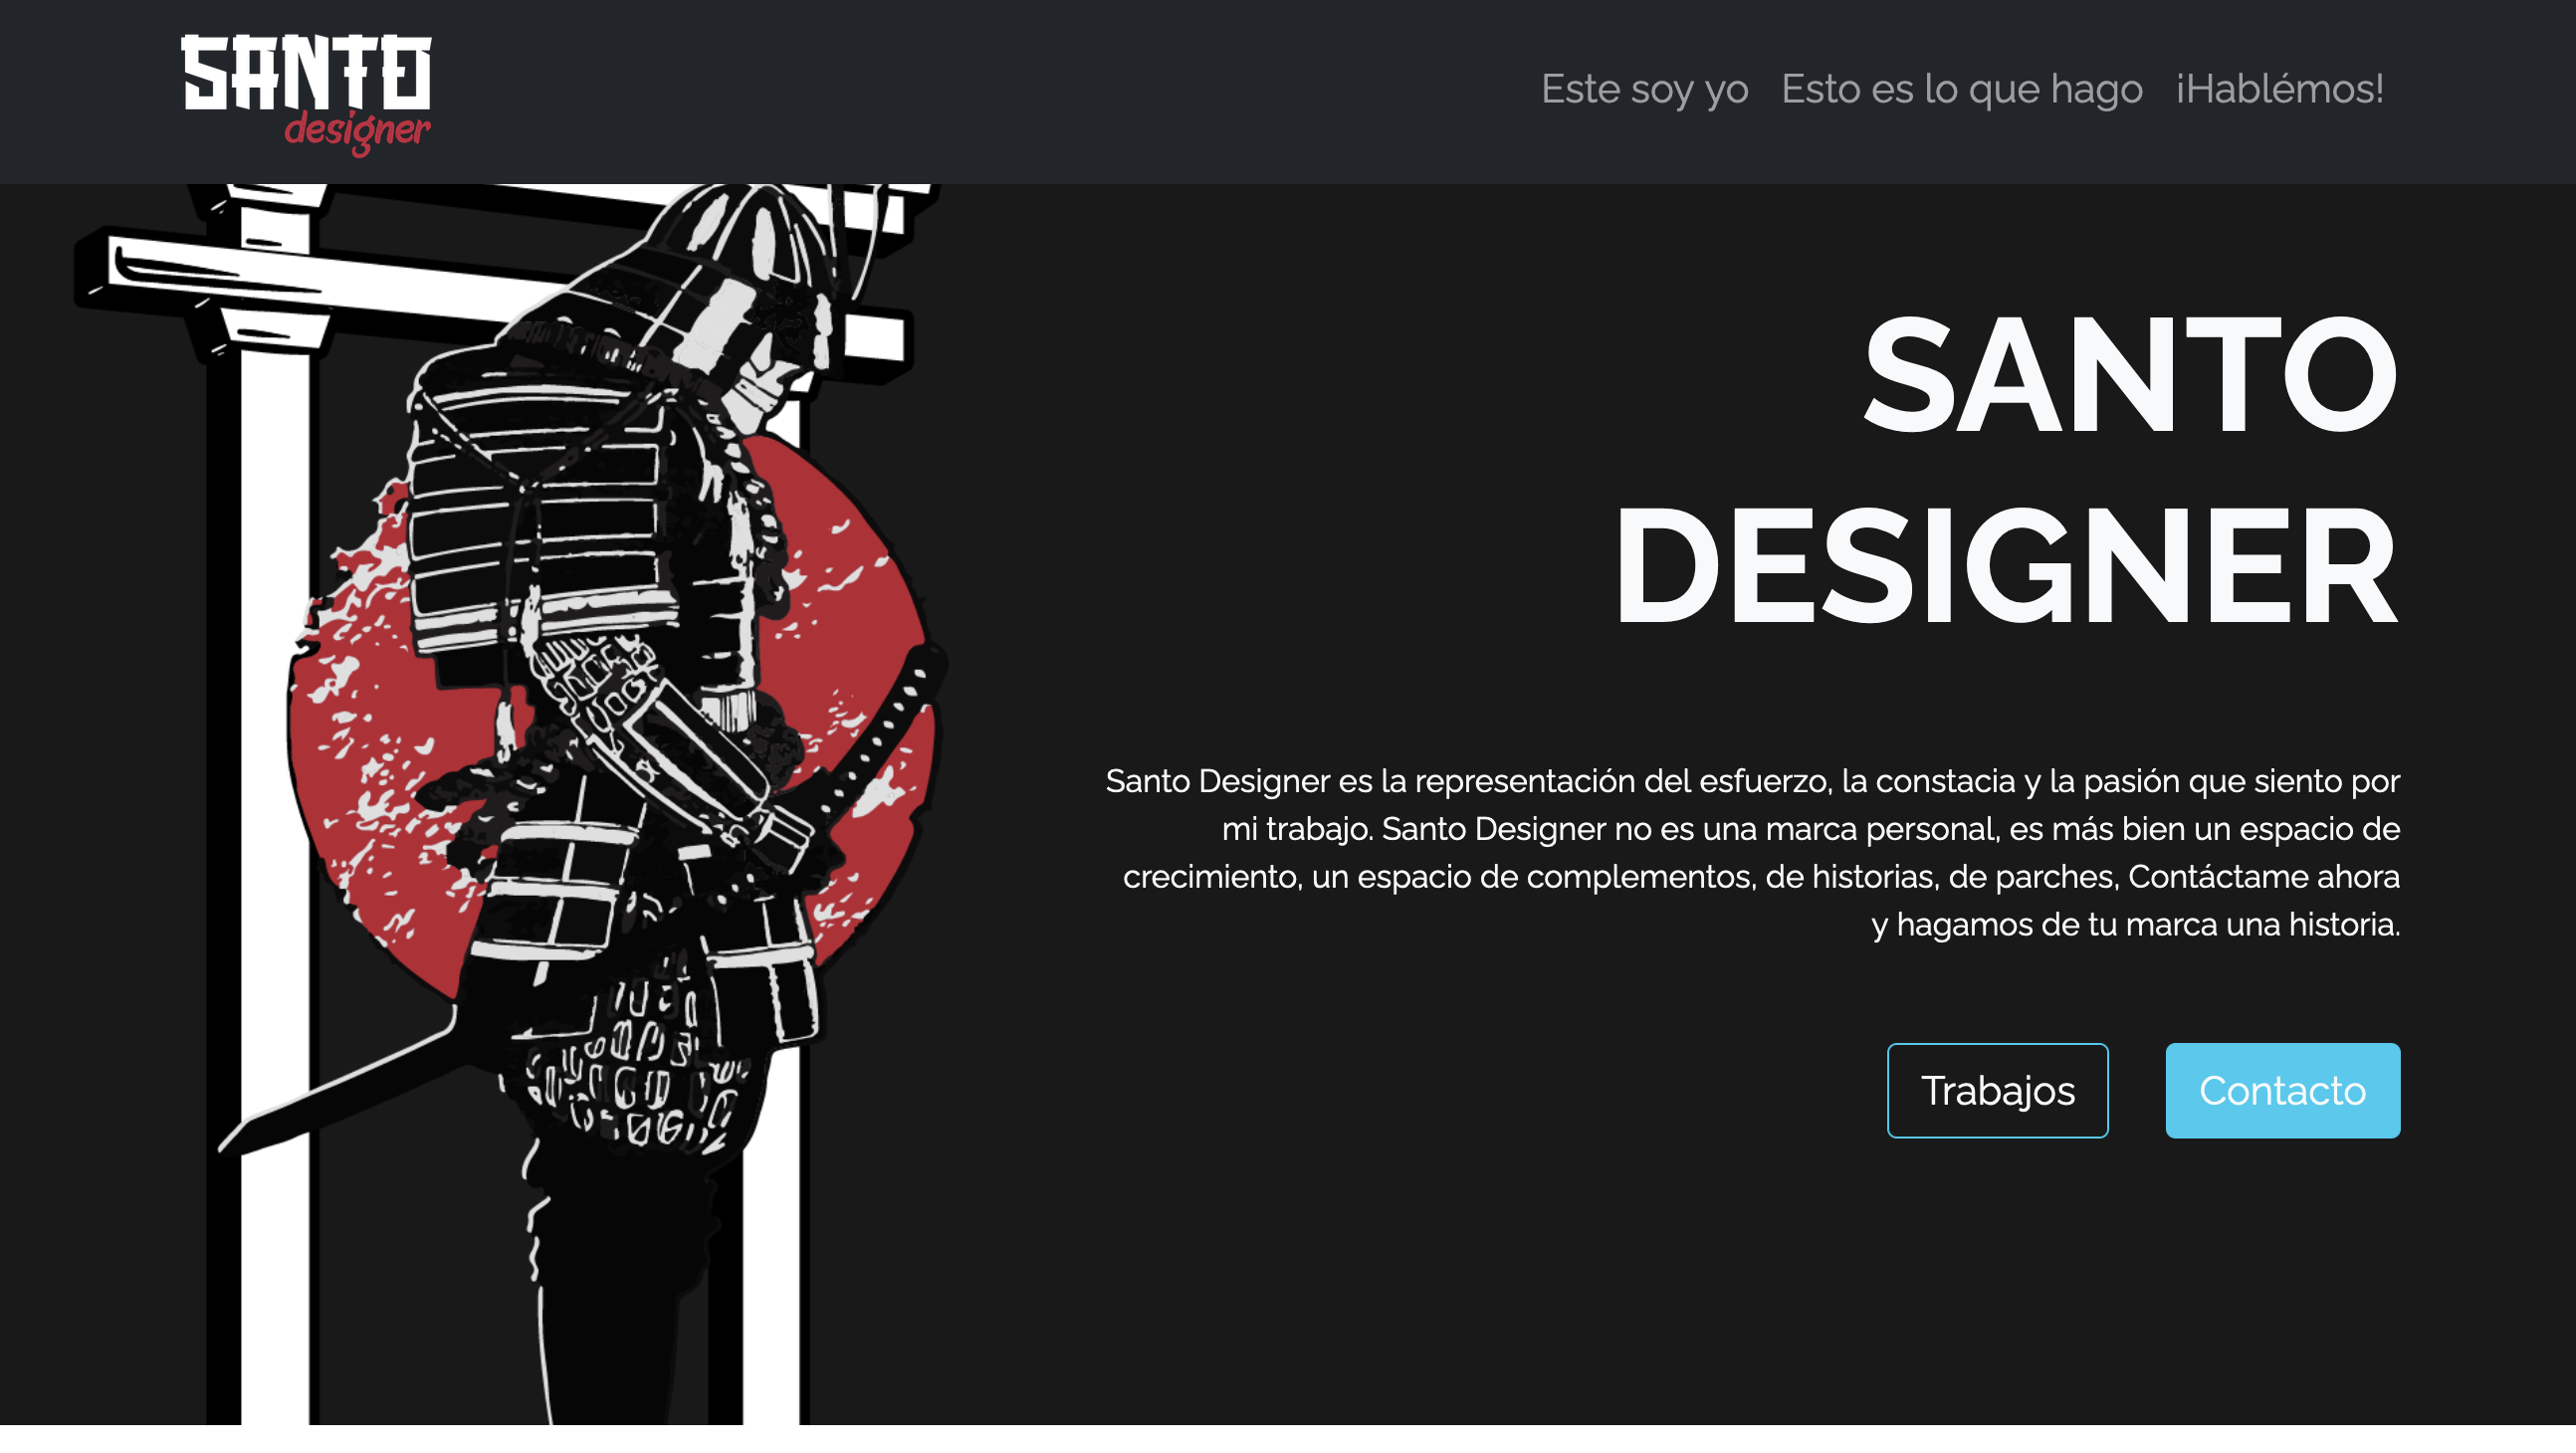 SANTO
designer
Este soy yo Esto es lo que hago ¡Hablémos!
SANTO
DESIGNER
Santo Designer es la representación del esfuerzo, la constacia y la pasión que siento por
mi trabajo. Santo Designer no es una marca personal, es más bien un espacio de
crecimiento, un espacio de complementos, de historias, de parches, Contáctame ahora
y hagamos de tu marca una historia.
Trabajos Contacto